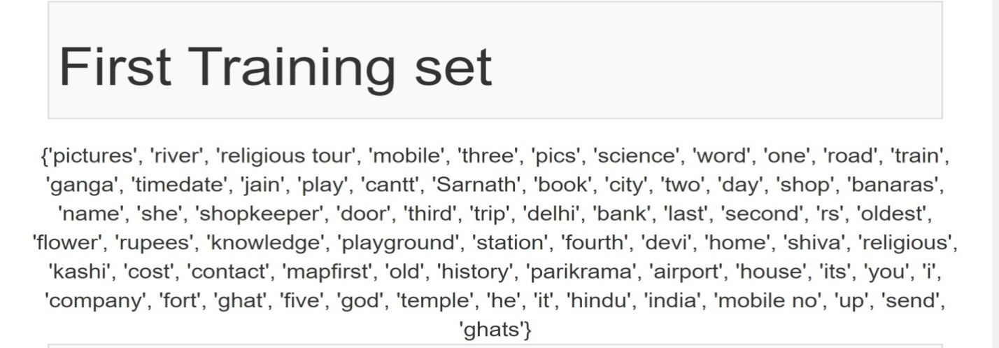 First Training set
{'pictures', 'river', 'religious tour', 'mobile', 'three', 'pics', 'science', 'word', 'one', 'road', 'train',
'ganga', 'timedate', 'jain', 'play', 'cantt', 'Sarnath', 'book', 'city', 'two', 'day', 'shop', 'banaras',
'name', 'she', 'shopkeeper', 'door', 'third', 'trip', 'delhi', 'bank', 'last', 'second', 'rs', 'oldest',
'flower', 'rupees', 'knowledge', 'playground', 'station', 'fourth', 'devi', 'home', 'shiva', 'religious',
'kashi', 'cost', 'contact', 'mapfirst', 'old', 'history', 'parikrama', 'airport', 'house', 'its', 'you', 'i',
'company', 'fort', 'ghat', 'five', 'god', 'temple', 'he', 'it', 'hindu', 'india', 'mobile no', 'up', 'send',
'ghats'}